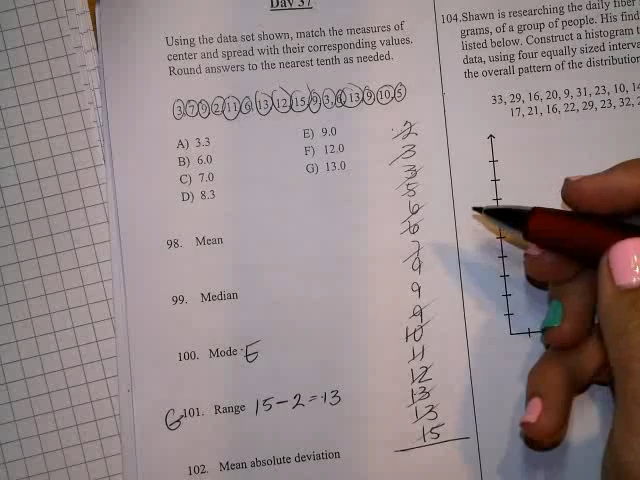 Day 37
Using the data set shown, match the measures of
center and spread with their corresponding values.
Round answers to the nearest tenth as needed.
3, 7, 9, 2, 11, 6, 13, 12, 15, 9, 3, 6, 13, 9, 10, 5
A) 3.3
B) 6.0
C) 7.0
D) 8.3
E) 9.0
F) 12.0
G) 13.0
98. Mean
99. Median
100. Mode E
G 101. Range 15-2=13
102. Mean absolute deviation
2
3
3
5
6
6
7
9
9
9
10
11
12
13
13
15
104. Shawn is researching the daily fiber
grams, of a group of people. His
listed below. Construct a histogram
data, using four equally sized
the overall pattern of the
33, 29, 16, 20, 9, 31, 23, 10,
17, 21, 16, 22, 29, 23, 32,